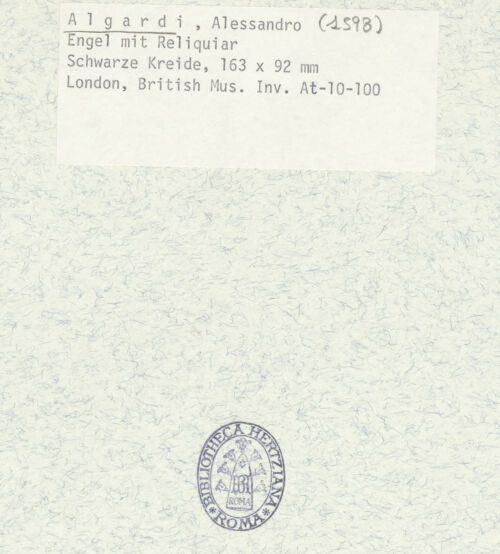 A l g a r d i , Alessandro (1598)
Engel mit Reliquiar
Schwarze Kreide, 163 x 92 mm
London, British Mus. Inv. At-10-100
BIBLIOTHECA HERTZIANA
ROMA
ROMA